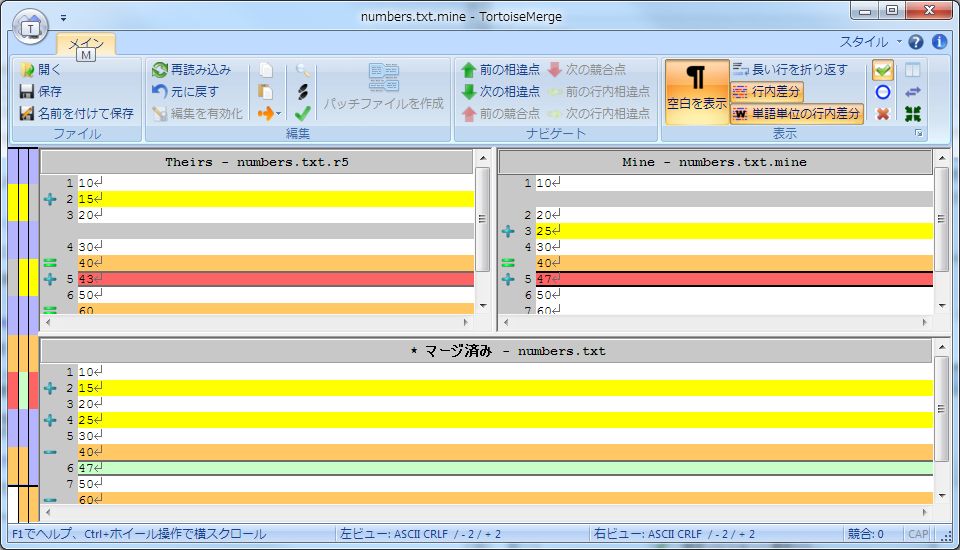 numbers.txt.mine - TortoiseMerge
T
メイン
M
スタイル
開く
保存
名前を付けて保存
ファイル
再読み込み
元に戻す
編集を有効化
パッチファイルを作成
編集
前の相違点
次の相違点
前の競合点
次の競合点
前の行内相違点
次の行内相違点
ナビゲート
空白を表示
長い行を折り返す
行内差分
単語単位の行内差分
表示
Theirs - numbers.txt.r5
1 10
2 15
3 20
4 30
40
5 43
6 50
60
Mine - numbers.txt.mine
1 10
2 20
3 25
4 30
40
5 47
6 50
7 60
* マージ済み - numbers.txt
1 10
2 15
3 20
4 25
5 30
40
6 47
7 50
60
F1でヘルプ、Ctrl+ホイール操作で横スクロール
左ビュー: ASCII CRLF / - 2 / + 2
右ビュー: ASCII CRLF / - 2 / + 2
競合: 0
CAP